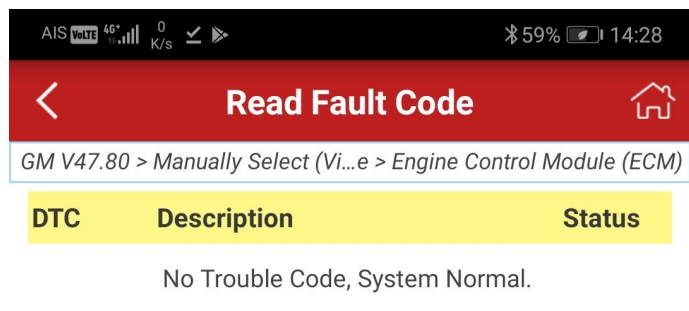 AIS VoLTE 4G+ 0 K/s 59% 14:28
Read Fault Code
GM V47.80 > Manually Select (Vi...e > Engine Control Module (ECM)
DTC Description Status
No Trouble Code, System Normal.